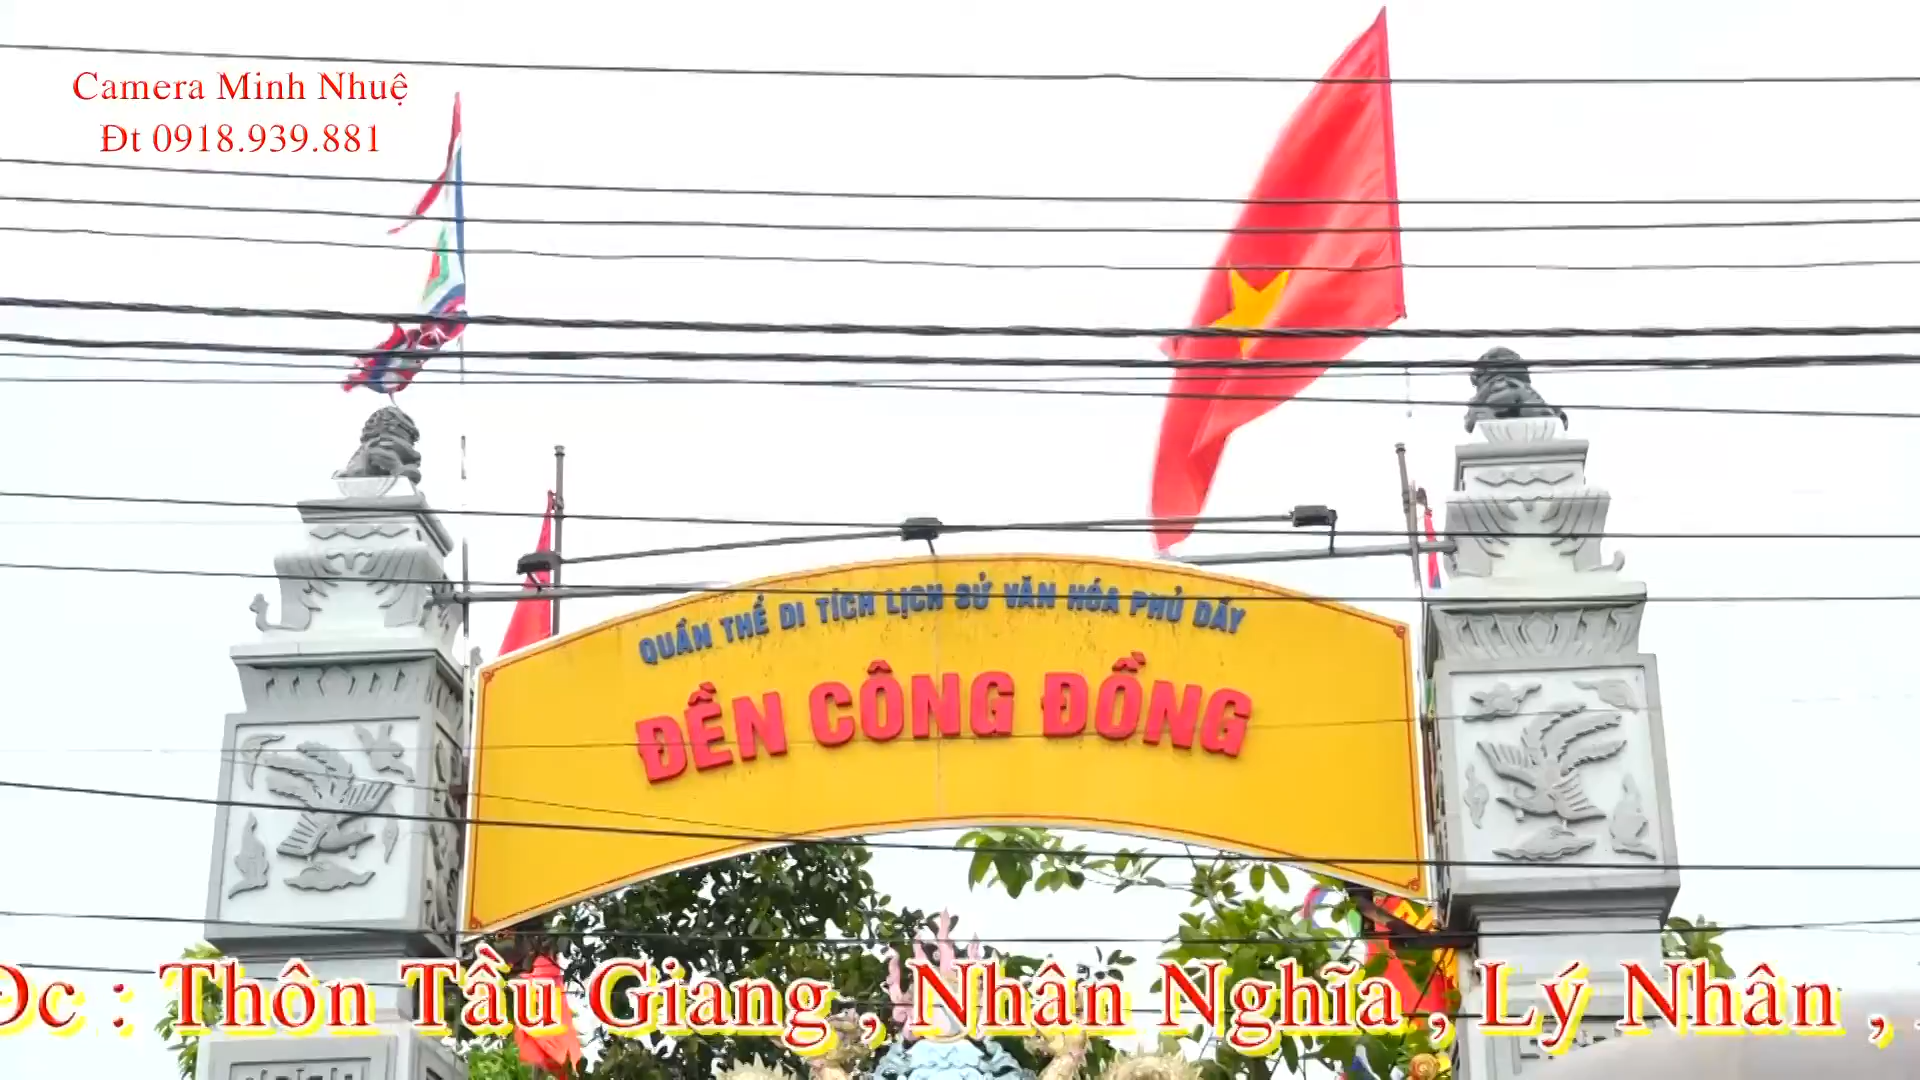 Camera Minh Nhuệ
Đt 0918.939.881
QUẦN THỂ DI TÍCH LỊCH SỬ VĂN HÓA PHỦ DẦY
ĐỀN CÔNG ĐỒNG
Đc : Thôn Tầu Giang , Nhân Nghĩa , Lý Nhân ,